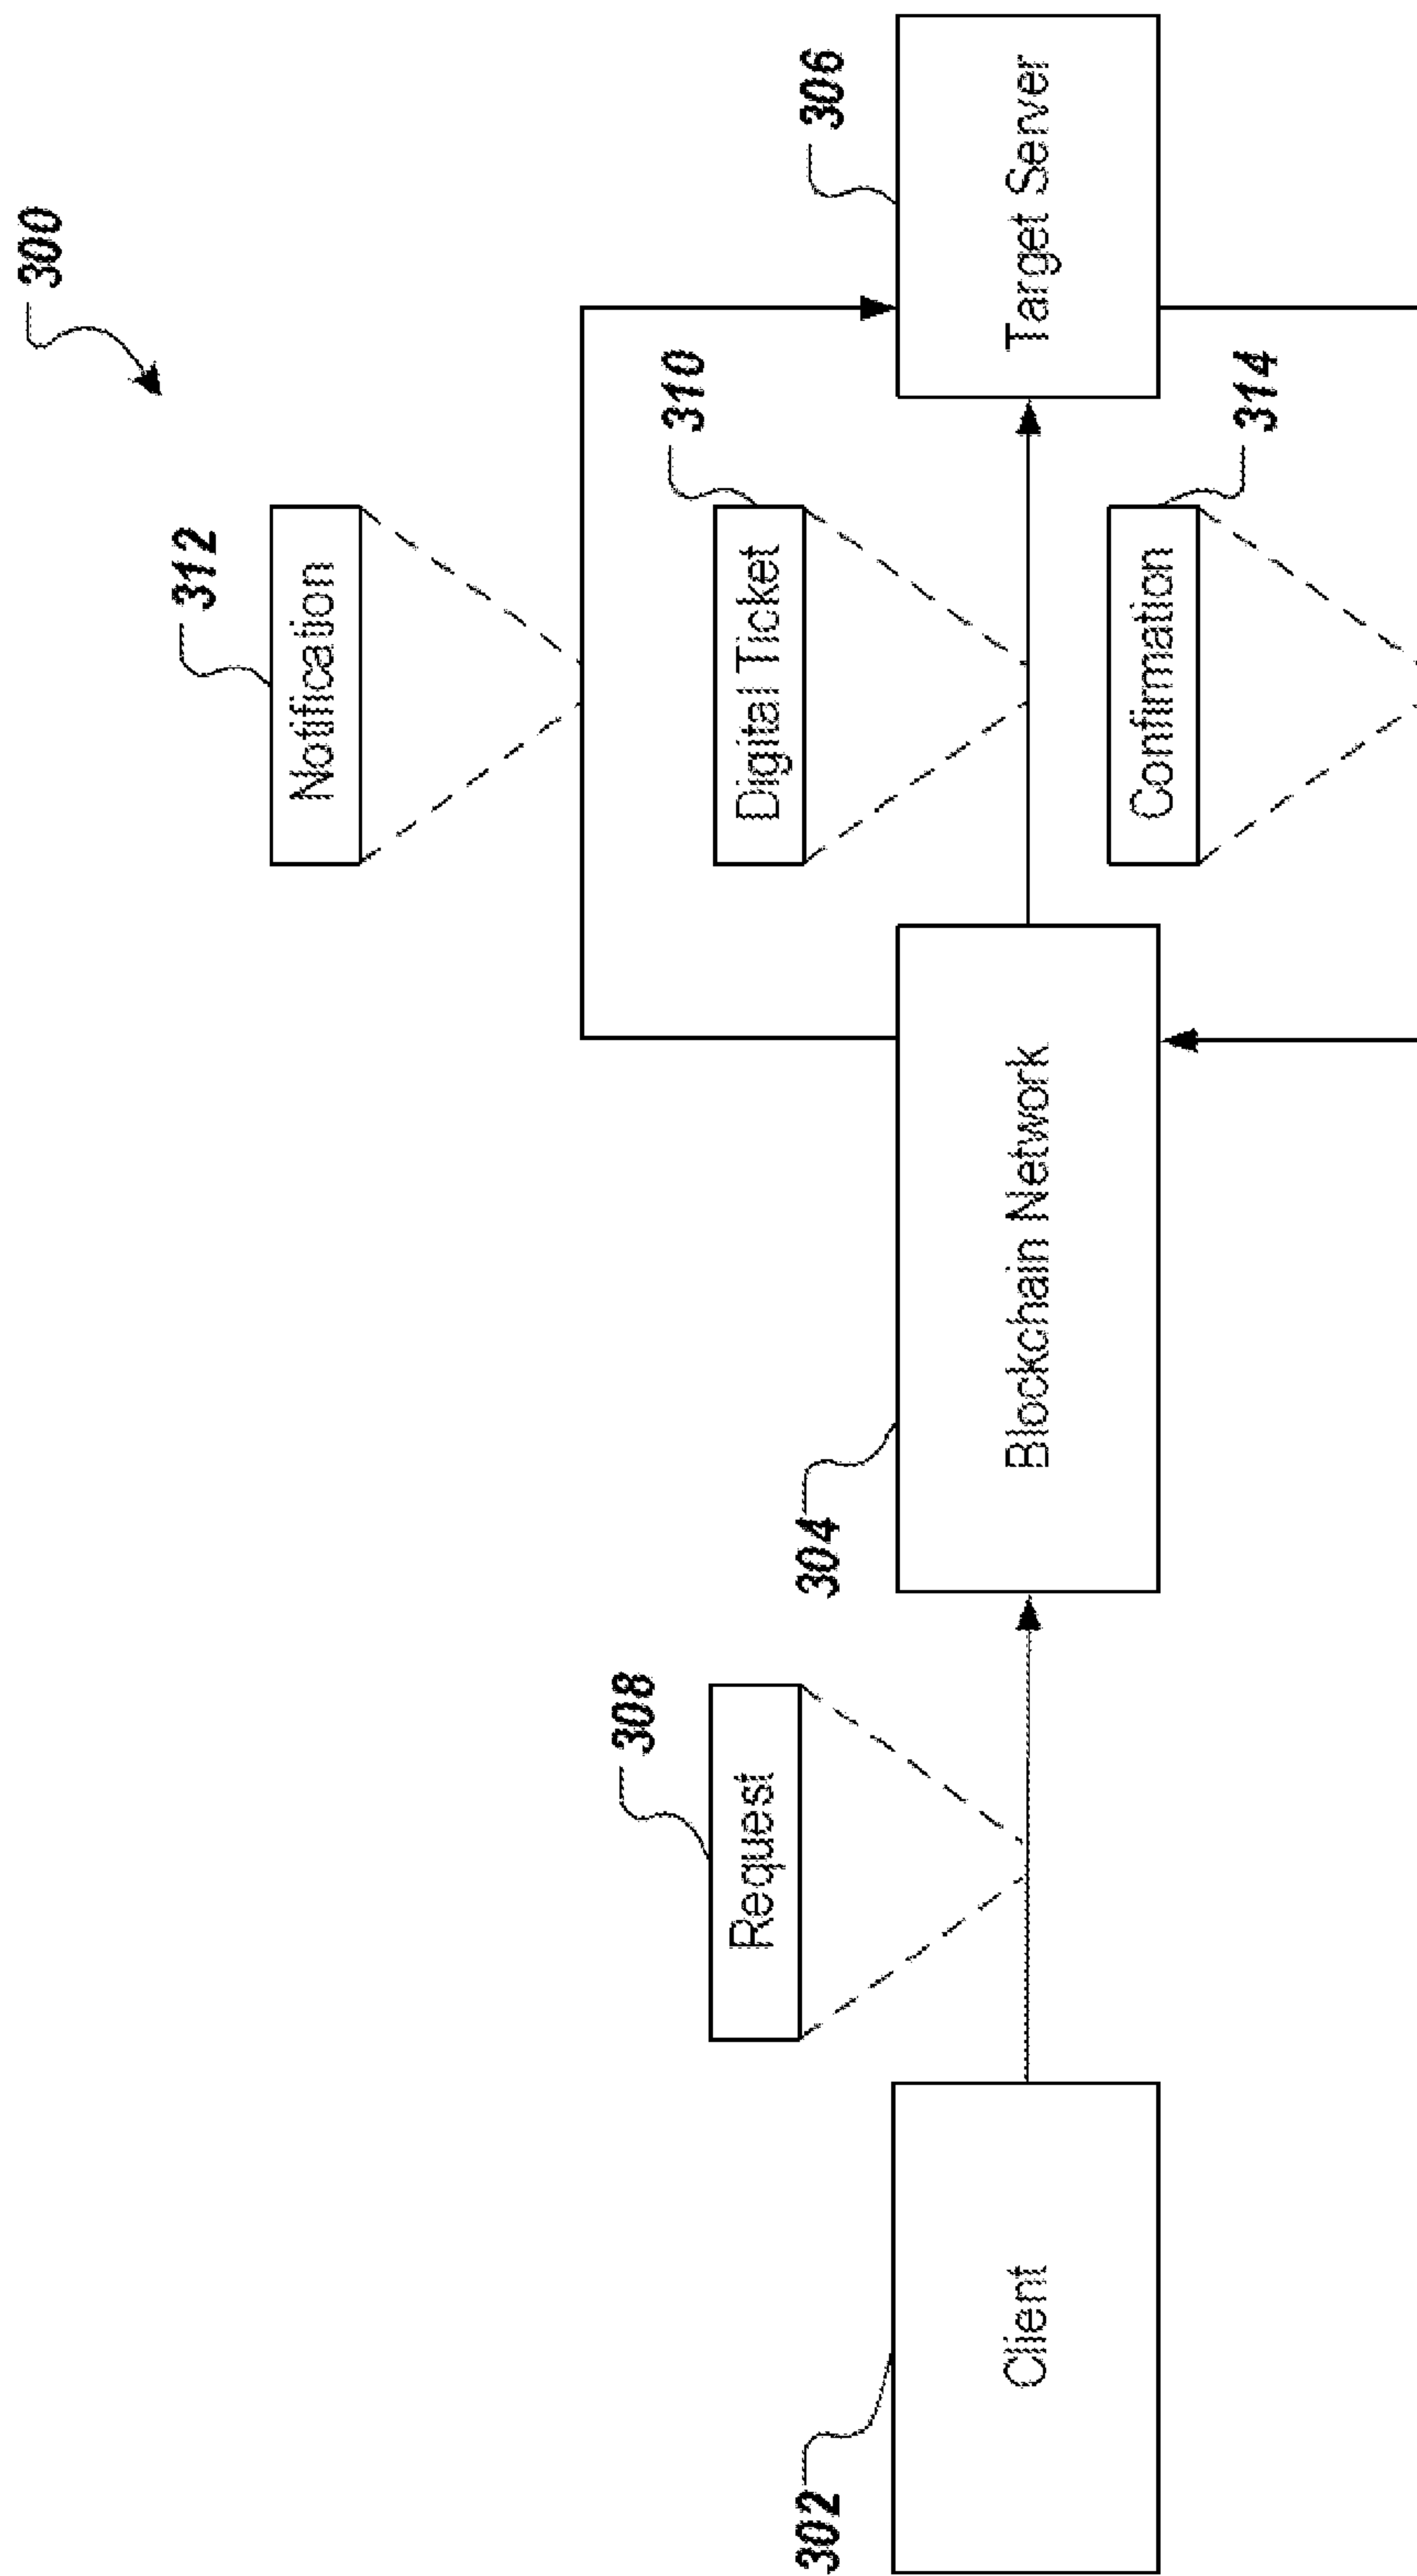 300
312
Notification
308
Request
310
Digital Ticket
302
Client
304
Blockchain Network
306
Target Server
314
Confirmation